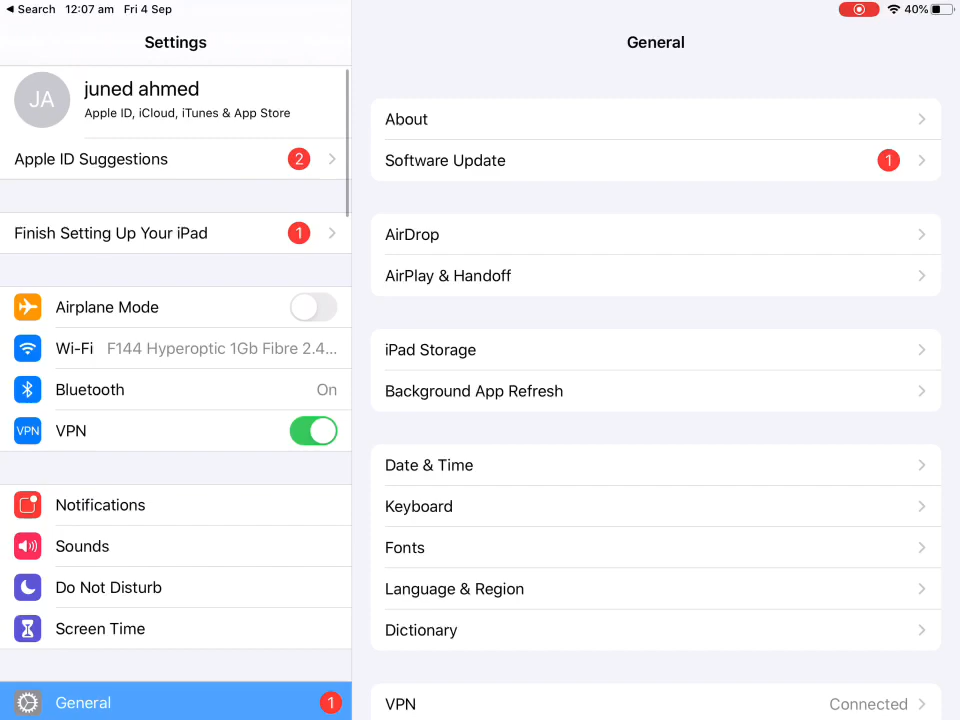 ◀ Search 12:07 am Fri 4 Sep
40%
Settings
JA
juned ahmed
Apple ID, iCloud, iTunes & App Store
Apple ID Suggestions 2
Finish Setting Up Your iPad 1
Airplane Mode
Wi-Fi F144 Hyperoptic 1Gb Fibre 2.4...
Bluetooth On
VPN VPN
Notifications
Sounds
Do Not Disturb
Screen Time
General 1
General
About
Software Update 1
AirDrop
AirPlay & Handoff
iPad Storage
Background App Refresh
Date & Time
Keyboard
Fonts
Language & Region
Dictionary
VPN Connected